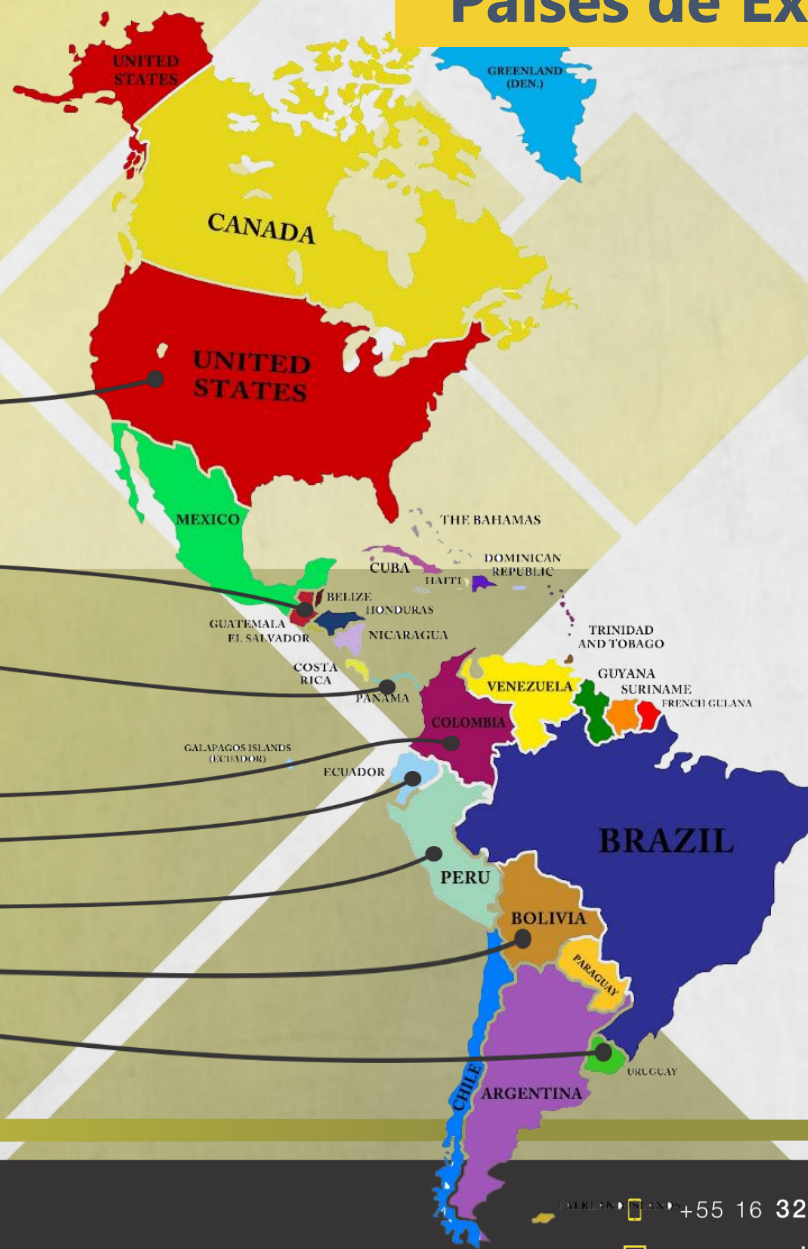 Países de Ex
UNITED
STATES
GREENLAND
(DEN.)
CANADA
UNITED
STATES
MEXICO
THE BAHAMAS
CUBA
HAITI
DOMINICAN
REPUBLIC
BELIZE
HONDURAS
GUATEMALA
EL SALVADOR
NICARAGUA
TRINIDAD
AND TOBAGO
COSTA
RICA
PANAMA
VENEZUELA
GUYANA
SURINAME
FRENCH GUIANA
COLOMBIA
GALAPAGOS ISLANDS
(ECUADOR)
ECUADOR
BRAZIL
PERU
BOLIVIA
PARAGUAY
URUGUAY
CHILE
ARGENTINA
FALKLAND ISLANDS
+55 16 32